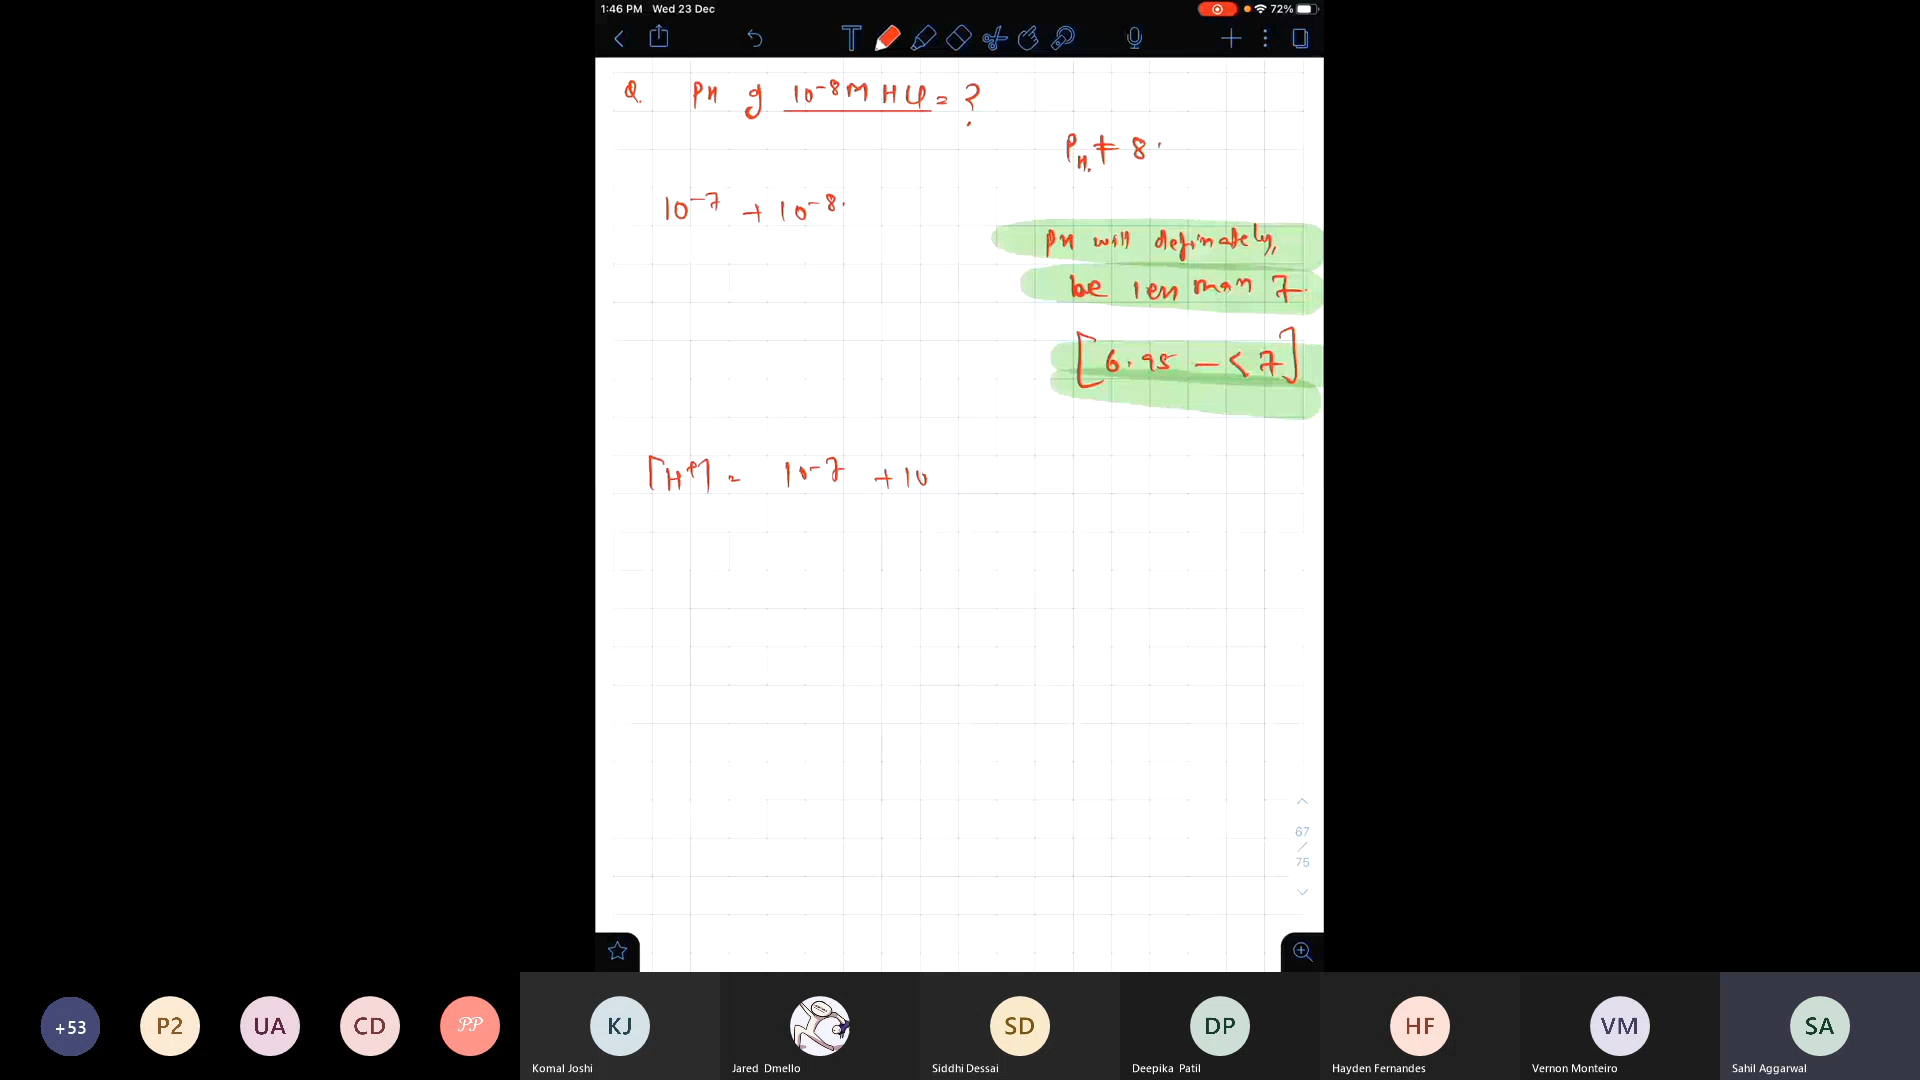 1:46 PM Wed 23 Dec
72%
Q. PH of 10⁻⁸M HCl = ?
PH ≠ 8.
10⁻⁷ + 10⁻⁸.
PH will definately,
be less than 7.
[6.95 – < 7]
[H⊕] = 10⁻⁷ + 10
67
/
75
+53
P2
UA
CD
PP
KJ
SD
DP
HF
VM
SA
Komal Joshi
Jared Dmello
Siddhi Dessai
Deepika Patil
Hayden Fernandes
Vernon Monteiro
Sahil Aggarwal